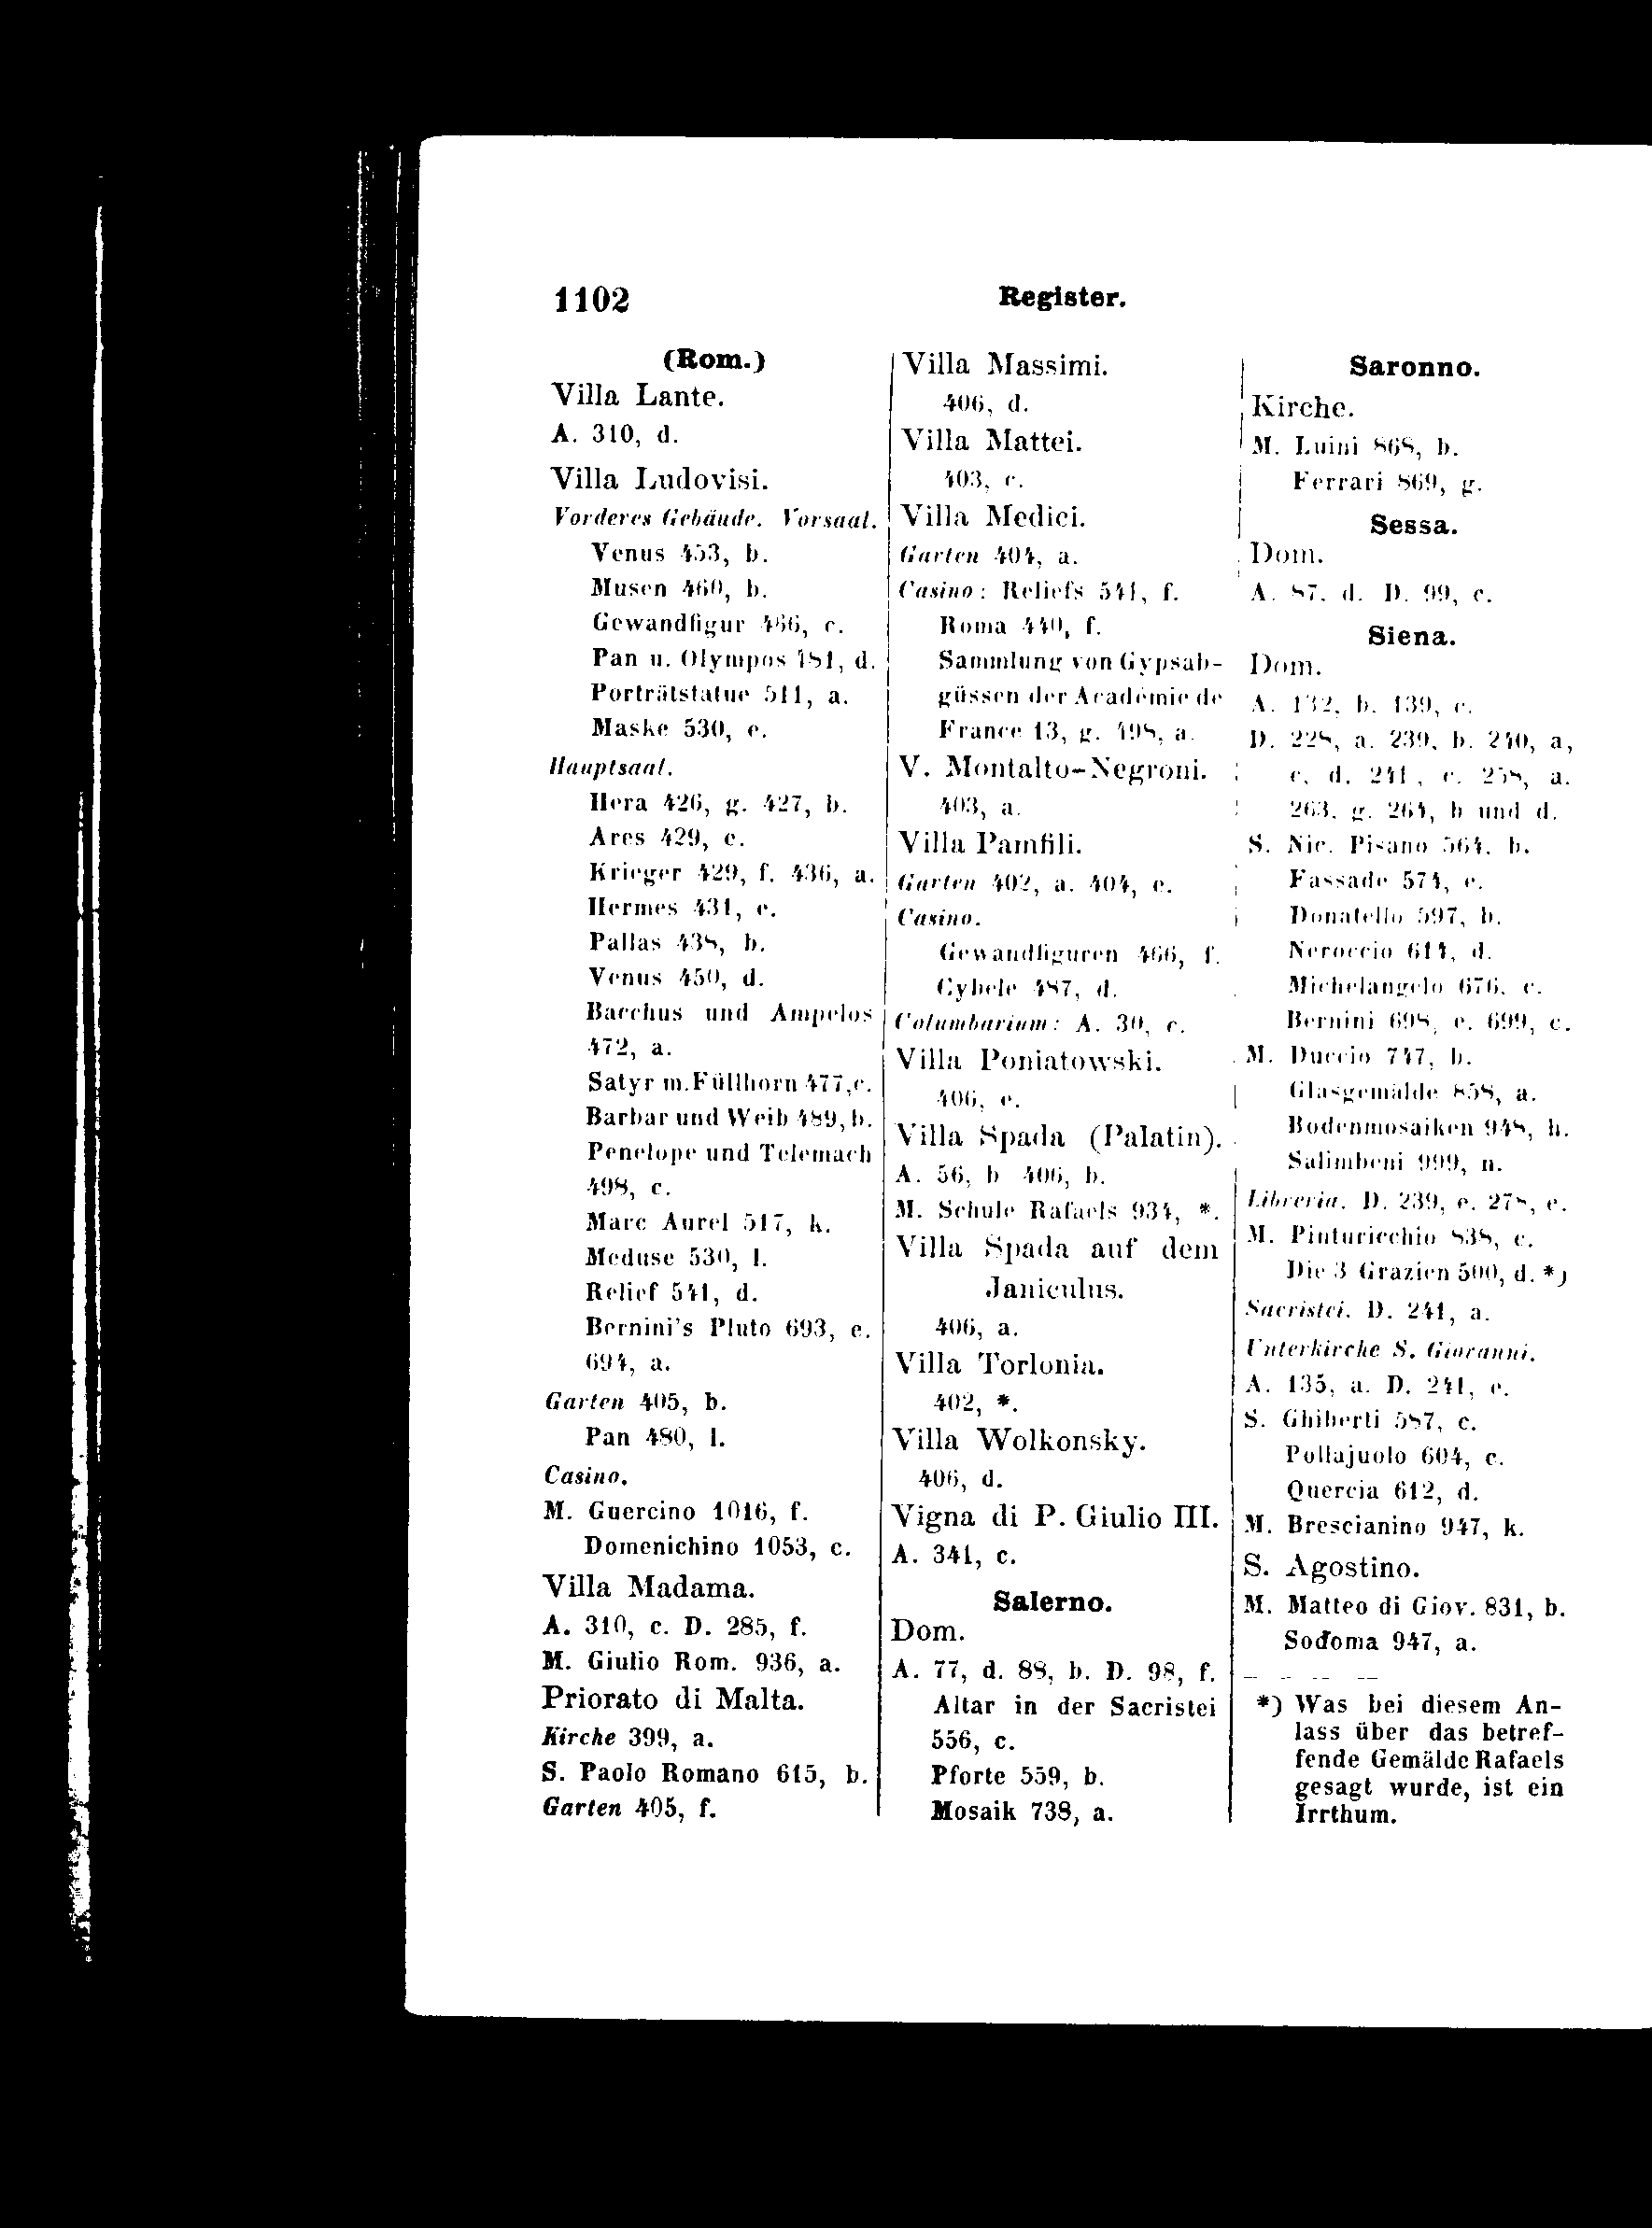 1102
Register.
(Rom.)
Villa Lante.
A. 310, d.
Villa Ludovisi.
Vorderes Gebäude. Vorsaal.
Venus 453, b.
Musen 460, b.
Gewandfigur 466, c.
Pan u. Olympos 481, d.
Porträtstatue 511, a.
Maske 530, e.
Hauptsaal.
Hera 426, g. 427, b.
Ares 429, c.
Krieger 429, f. 436, a.
Hermes 431, e.
Pallas 438, b.
Venus 450, d.
Bacchus und Ampelos
472, a.
Satyr m. Füllhorn 477, c.
Barbar und Weib 489, b.
Penelope und Telemach
498, c.
Marc Aurel 517, k.
Meduse 530, l.
Relief 541, d.
Bernini's Pluto 693, e.
694, a.
Garten 405, b.
Pan 480, l.
Casino.
M. Guercino 1016, f.
Domenichino 1053, c.
Villa Madama.
A. 310, c. D. 285, f.
M. Giulio Rom. 936, a.
Priorato di Malta.
Kirche 399, a.
S. Paolo Romano 615, b.
Garten 405, f.
Villa Massimi.
406, d.
Villa Mattei.
403, c.
Villa Medici.
Garten 404, a.
Casino: Reliefs 541, f.
Roma 440, f.
Sammlung von Gypsab-
güssen der Académie de
France 13, g. 498, a.
V. Montalto-Negroni.
403, a.
Villa Pamfili.
Garten 402, a. 404, e.
Casino.
Gewandfiguren 466, f.
Cybele 487, d.
Columbarium: A. 30, c.
Villa Poniatowski.
406, e.
Villa Spada (Palatin).
A. 56, b 406, b.
M. Schule Rafaels 934, *.
Villa Spada auf dem
Janiculus.
406, a.
Villa Torlonia.
402, *.
Villa Wolkonsky.
406, d.
Vigna di P. Giulio III.
A. 341, c.
Salerno.
Dom.
A. 77, d. 88, b. D. 98, f.
Altar in der Sacristei
556, c.
Pforte 559, b.
Mosaik 738, a.
Saronno.
Kirche.
M. Luini 868, b.
Ferrari 869, g.
Sessa.
Dom.
A. 87, d. D. 99, c.
Siena.
Dom.
A. 132, b. 139, c.
D. 228, a. 239, b. 240, a,
c, d. 241, c. 258, a.
263, g. 264, b und d.
S. Nic. Pisano 564, b.
Fassade 574, e.
Donatello 597, b.
Neroccio 614, d.
Michelangelo 676, c.
Bernini 698, e. 699, c.
M. Duccio 747, b.
Glasgemälde 858, a.
Bodenmosaiken 948, h.
Salimbeni 999, n.
Libreria. D. 239, e. 278, e.
M. Pinturicchio 838, c.
Die 3 Grazien 500, d. *)
Sacristei. D. 241, a.
Unterkirche S. Giovanni.
A. 135, a. D. 241, e.
S. Ghiberti 587, c.
Pollajuolo 604, c.
Quercia 612, d.
M. Brescianino 947, k.
S. Agostino.
M. Matteo di Giov. 831, b.
Sodoma 947, a.
*) Was bei diesem An-
lass über das betref-
fende Gemälde Rafaels
gesagt wurde, ist ein
Irrthum.